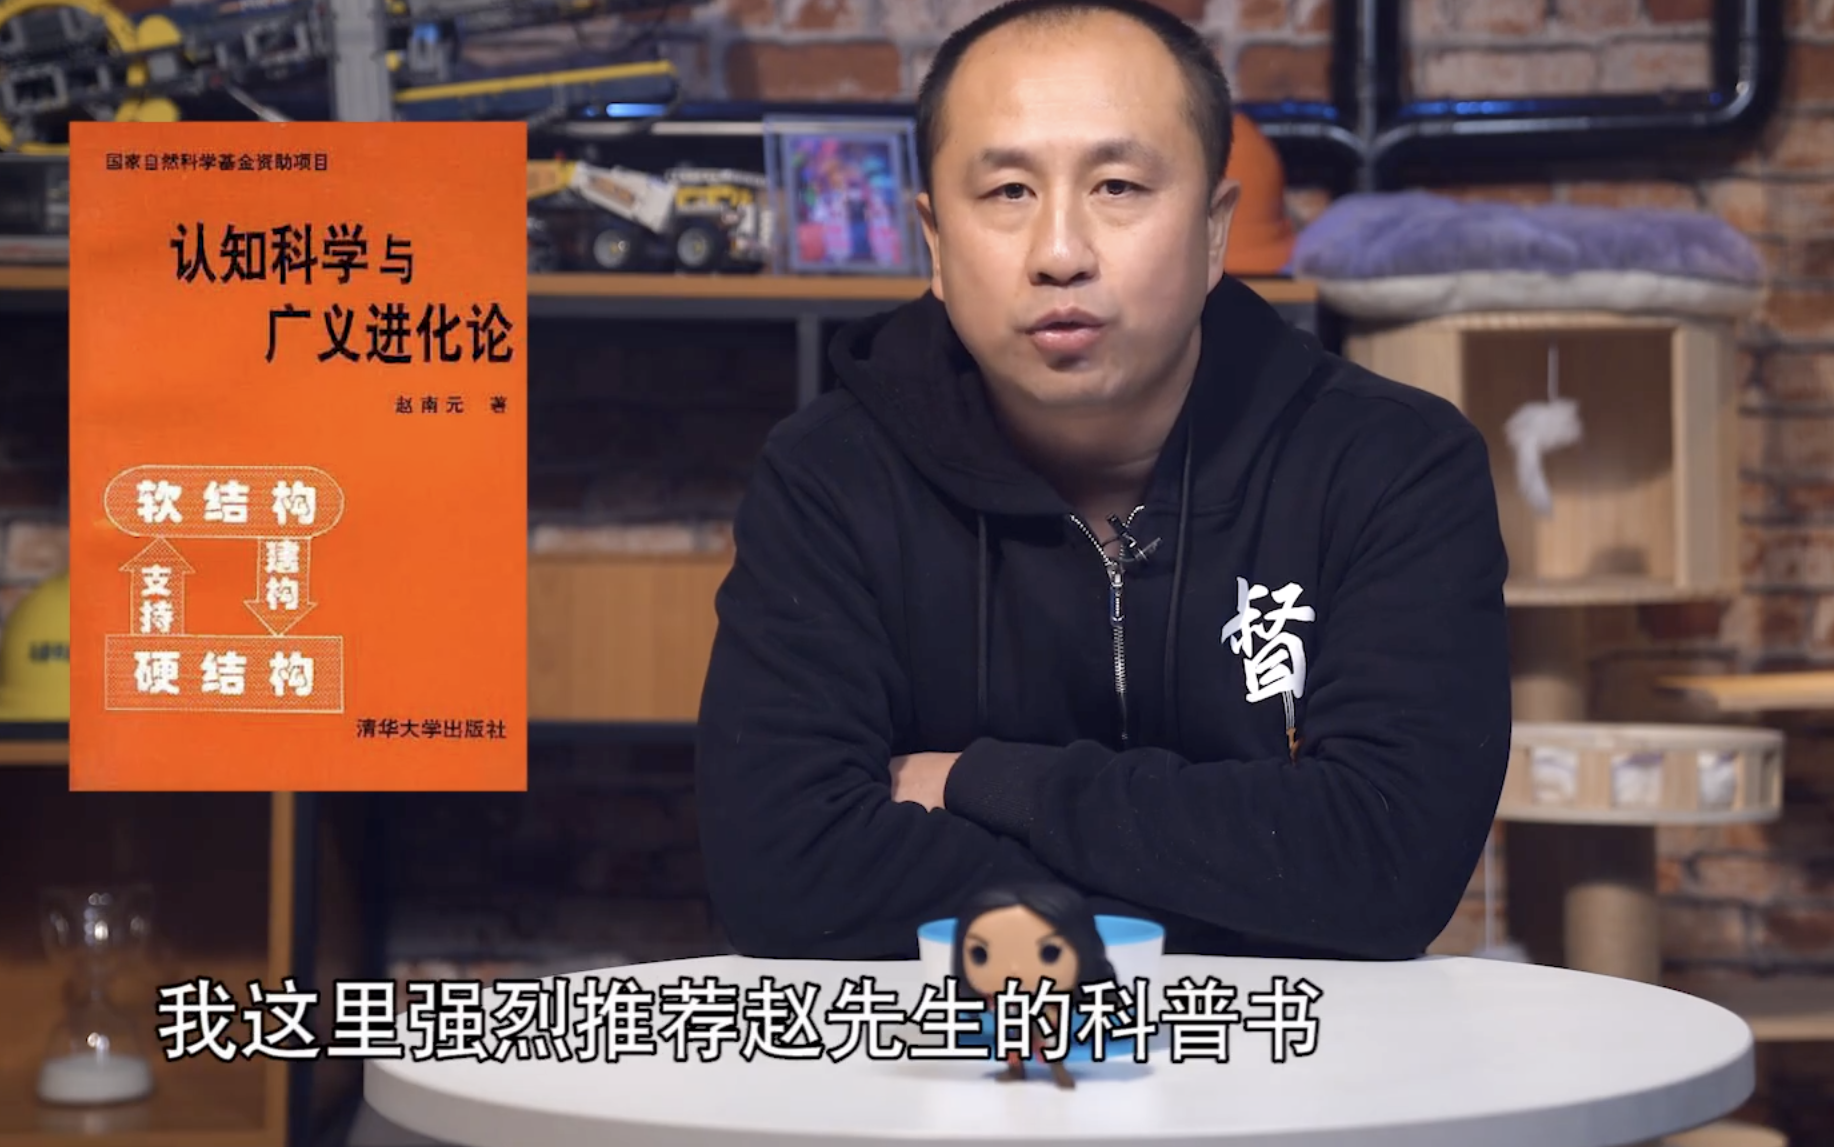 国家自然科学基金资助项目
认知科学与
广义进化论
赵南元 著
软结构
支持
建构
硬结构
清华大学出版社
督
我这里强烈推荐赵先生的科普书